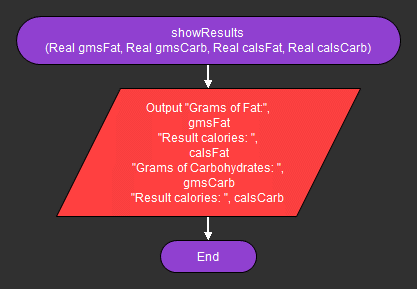 showResults
(Real gmsFat, Real gmsCarb, Real calsFat, Real calsCarb)
Output "Grams of Fat:",
gmsFat
"Result calories: ",
calsFat
"Grams of Carbohydrates: ",
gmsCarb
"Result calories: ", calsCarb
End